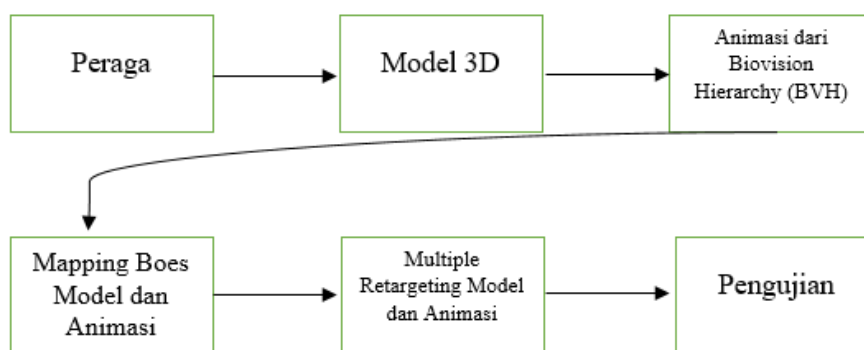 Peraga
Model 3D
Animasi dari
Biovision
Hierarchy (BVH)
Mapping Boes
Model dan
Animasi
Multiple
Retargeting Model
dan Animasi
Pengujian